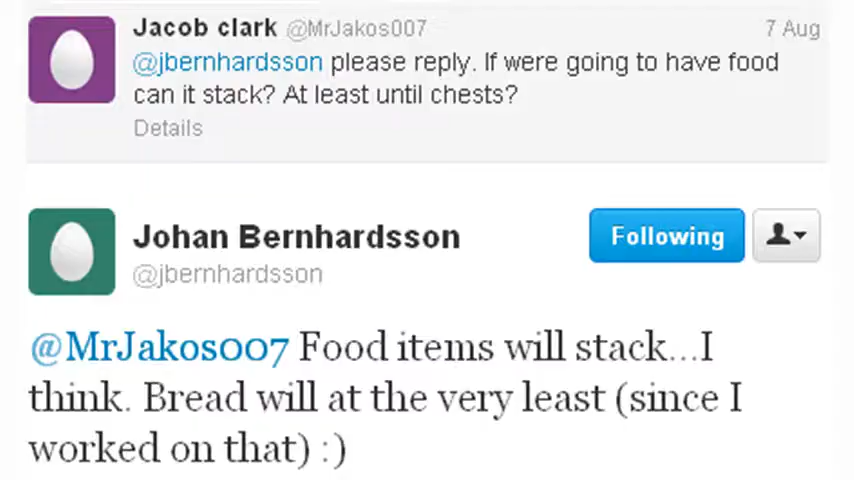 Jacob clark @MrJakos007 7 Aug
@jbernhardsson please reply. If were going to have food
can it stack? At least until chests?
Details
Johan Bernhardsson Following
@jbernhardsson
@MrJakos007 Food items will stack...I
think. Bread will at the very least (since I
worked on that) :)